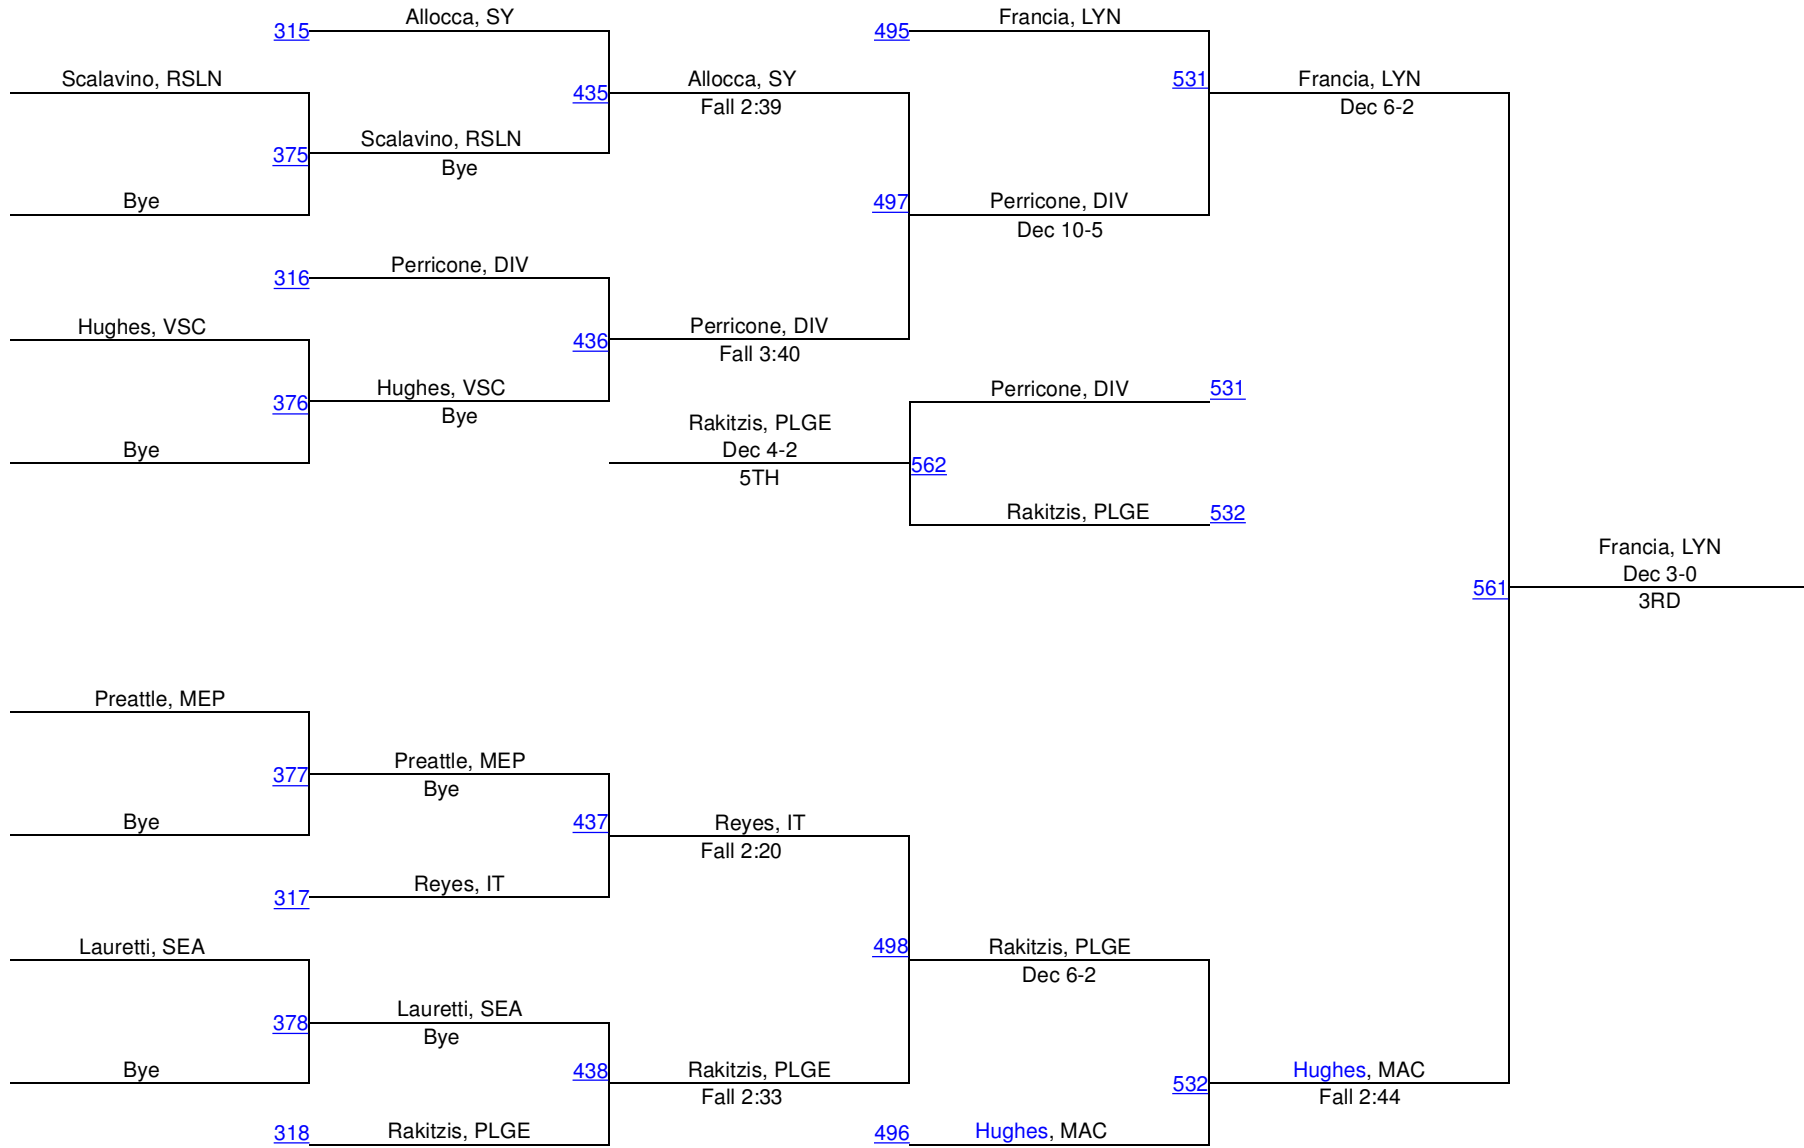 Allocca, SY
Francia, LYN
315
495
Scalavino, RSLN
Allocca, SY
531
Francia, LYN
435
Fall 2:39
Dec 6-2
Scalavino, RSLN
375
Bye
Bye
497
Perricone, DIV
Dec 10-5
Perricone, DIV
316
Hughes, VSC
Perricone, DIV
436
Fall 3:40
Hughes, VSC
Perricone, DIV
531
376
Bye
Rakitzis, PLGE
Bye
Dec 4-2
562
5TH
Rakitzis, PLGE
532
Francia, LYN
Dec 3-0
561
3RD
Preattle, MEP
Preattle, MEP
377
Bye
Bye
437
Reyes, IT
Fall 2:20
Reyes, IT
317
Lauretti, SEA
498
Rakitzis, PLGE
Dec 6-2
Lauretti, SEA
378
Bye
Bye
438
Rakitzis, PLGE
Hughes, MAC
532
Fall 2:33
Fall 2:44
318
Rakitzis, PLGE
496
Hughes, MAC